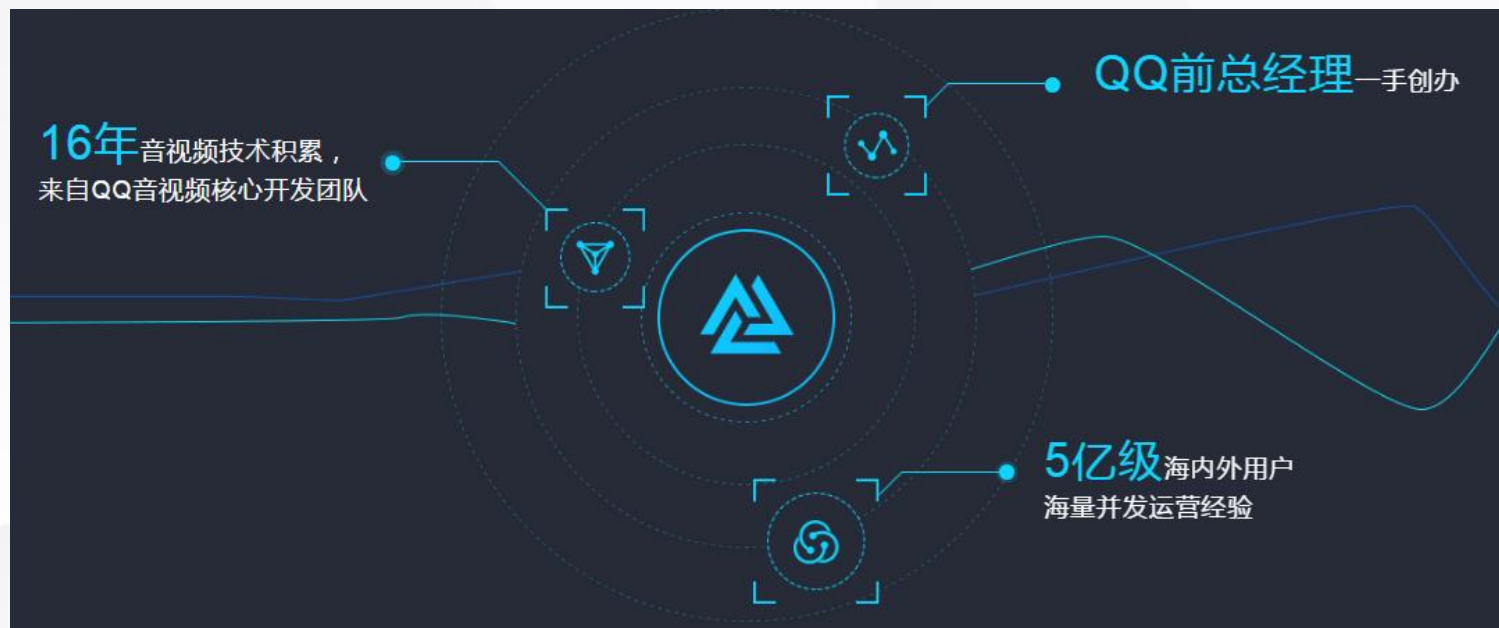 QQ前总经理一手创办
16年音视频技术积累，
来自QQ音视频核心开发团队
5亿级海内外用户
海量并发运营经验